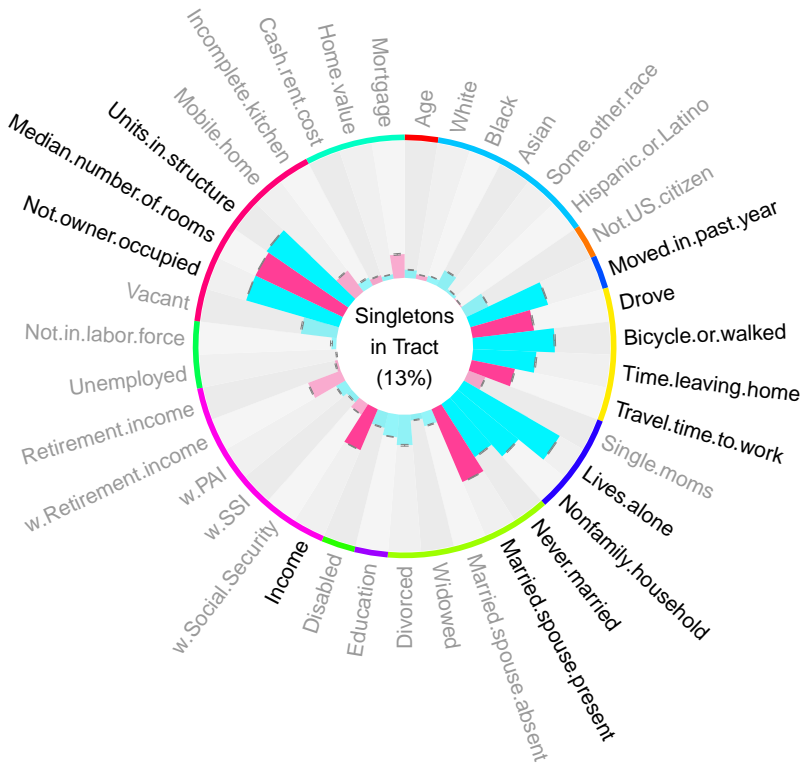 Singletons
in Tract
(13%)
Age
White
Black
Asian
Some.other.race
Hispanic.or.Latino
Not.US.citizen
Moved.in.past.year
Drove
Bicycle.or.walked
Time.leaving.home
Travel.time.to.work
Single.moms
Lives.alone
Nonfamily.household
Never.married
Married.spouse.present
Married.spouse.absent
Widowed
Divorced
Education
Disabled
Income
w.Social.Security
w.SSI
w.PAI
w.Retirement.income
Retirement.income
Unemployed
Not.in.labor.force
Vacant
Not.owner.occupied
Median.number.of.rooms
Units.in.structure
Mobile.home
Incomplete.kitchen
Cash.rent.cost
Home.value
Mortgage